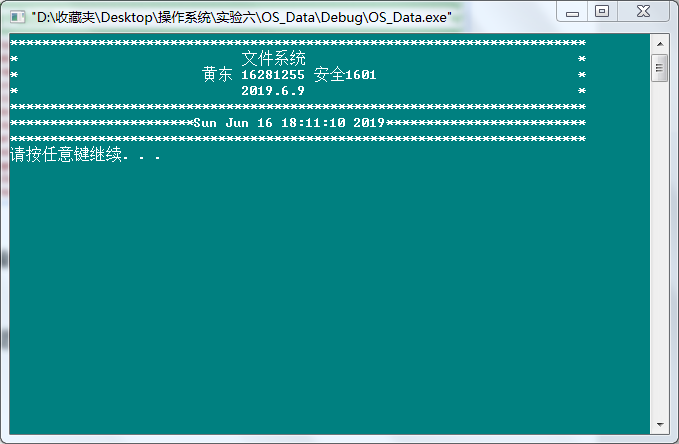 "D:\收藏夹\Desktop\操作系统\实验六\OS_Data\Debug\OS_Data.exe"
************************************************************************
* 文件系统 *
* 黄东 16281255 安全1601 *
* 2019.6.9 *
************************************************************************
***********************Sun Jun 16 18:11:10 2019*************************
************************************************************************
请按任意键继续. . .